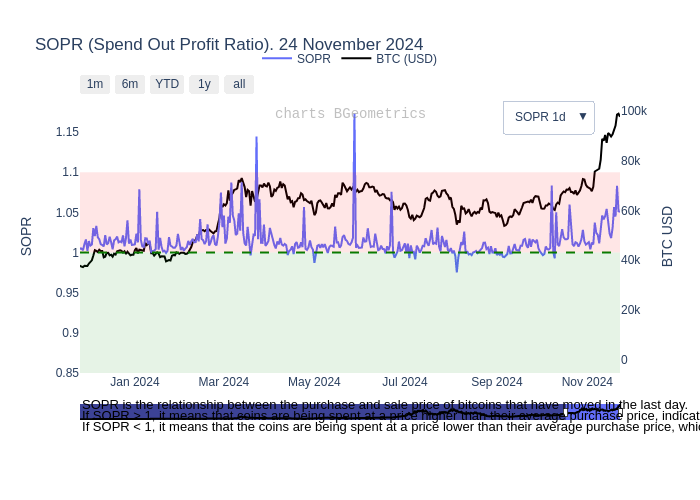 SOPR (Spend Out Profit Ratio). 24 November 2024
SOPR BTC (USD)
1m 6m YTD 1y all
charts BGeometrics
SOPR 1d ▼
SOPR
1.15
1.1
1.05
1
0.95
0.9
0.85
100k
80k
60k
40k
20k
0
BTC USD
Jan 2024 Mar 2024 May 2024 Jul 2024 Sep 2024 Nov 2024
SOPR is the relationship between the purchase and sale price of bitcoins that have moved in the last day.
If SOPR > 1, it means that coins are being spent at a price higher than their average purchase price, indicat
If SOPR < 1, it means that the coins are being spent at a price lower than their average purchase price, whic